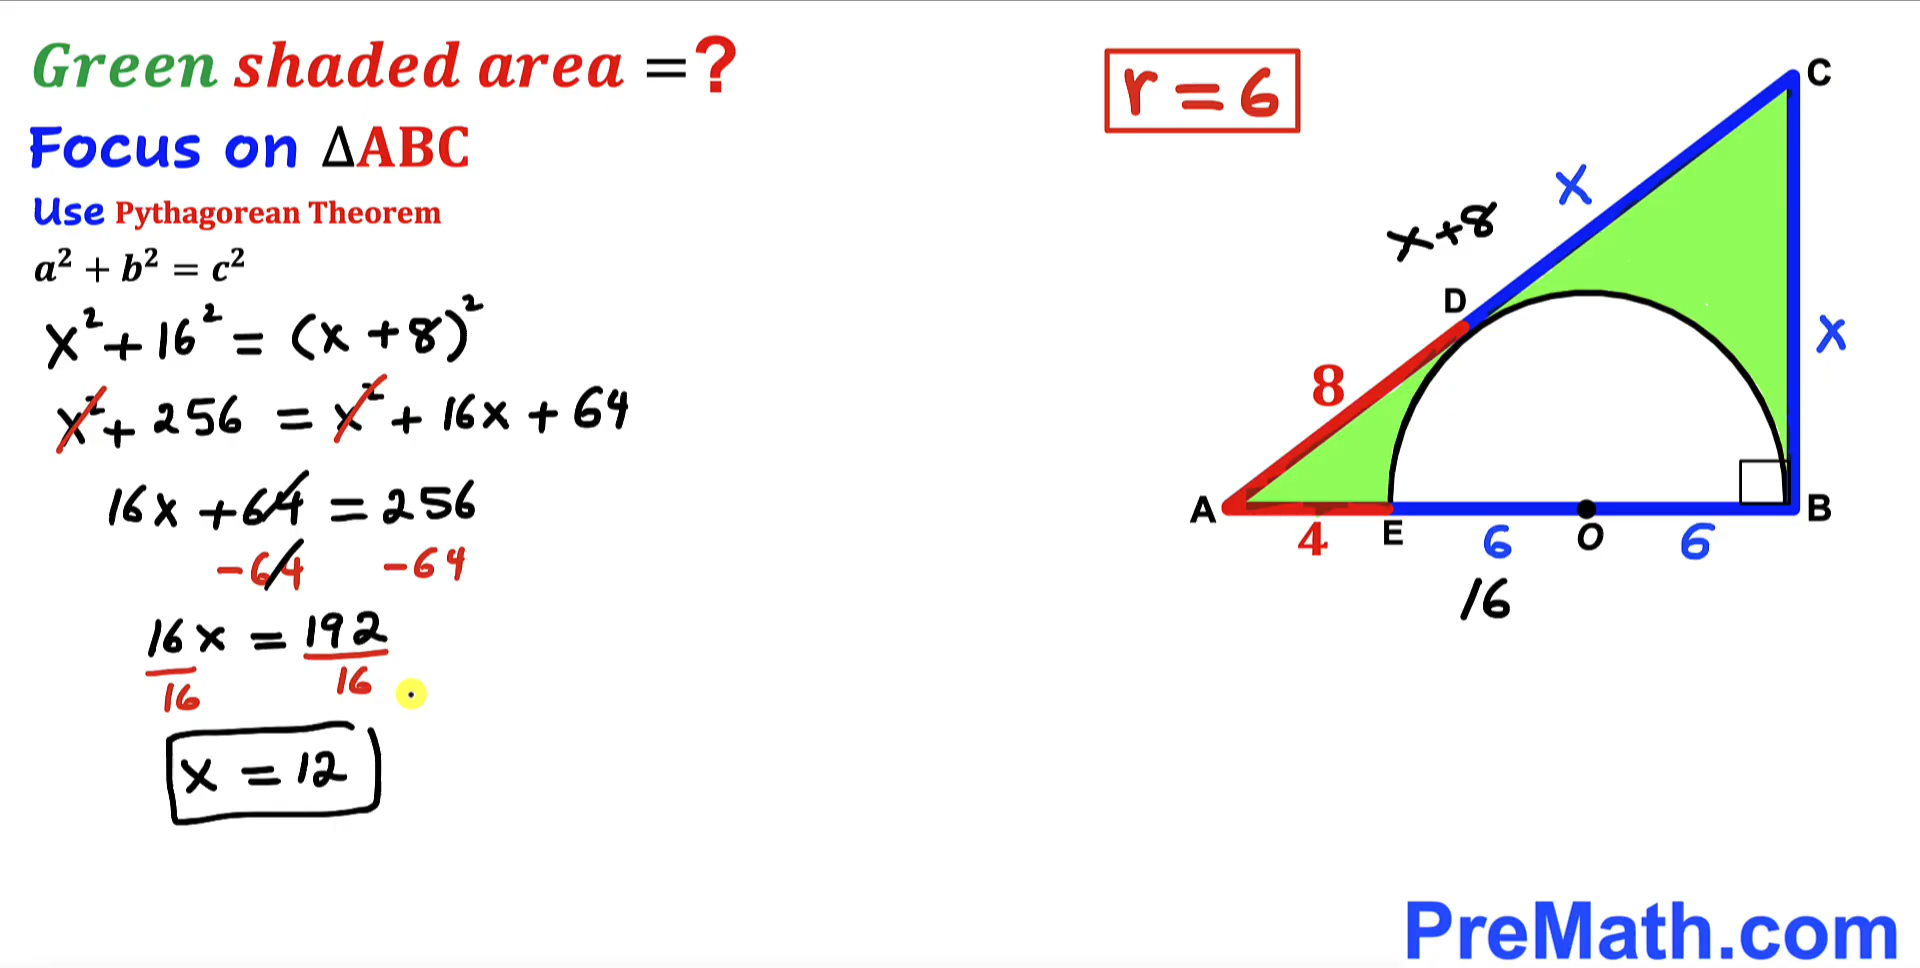 Green shaded area = ?
Focus on ΔABC
Use Pythagorean Theorem
a² + b² = c²
x² + 16² = (x + 8)²
x² + 256 = x² + 16x + 64
16x + 64 = 256
-64 -64
16x = 192
16 16
x = 12
r = 6
C
x
x+8
D
x
8
A
4
E
6
O
6
B
16
PreMath.com